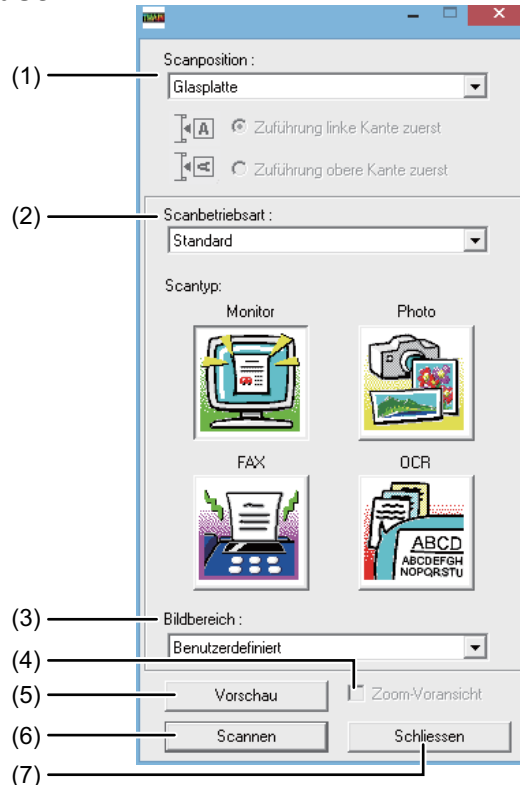 (1)
Scanposition :
Glasplatte
A
Zuführung linke Kante zuerst
A
Zuführung obere Kante zuerst
(2)
Scanbetriebsart :
Standard
Scantyp:
Monitor
Photo
FAX
OCR
ABCD
ABCDEFGH
NOPQRSTU
(3)
Bildbereich :
Benutzerdefiniert
(4)
(5)
Vorschau
Zoom-Voransicht
(6)
Scannen
Schliessen
(7)